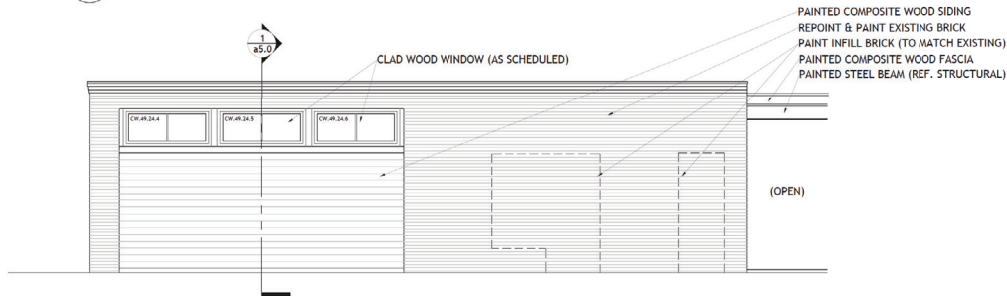 PAINTED COMPOSITE WOOD SIDING
REPOINT & PAINT EXISTING BRICK
PAINT INFILL BRICK (TO MATCH EXISTING)
PAINTED COMPOSITE WOOD FASCIA
PAINTED STEEL BEAM (REF. STRUCTURAL)
1
a5.0
CLAD WOOD WINDOW (AS SCHEDULED)
CW.49.24.4
CW.49.24.5
CW.49.24.6
(OPEN)